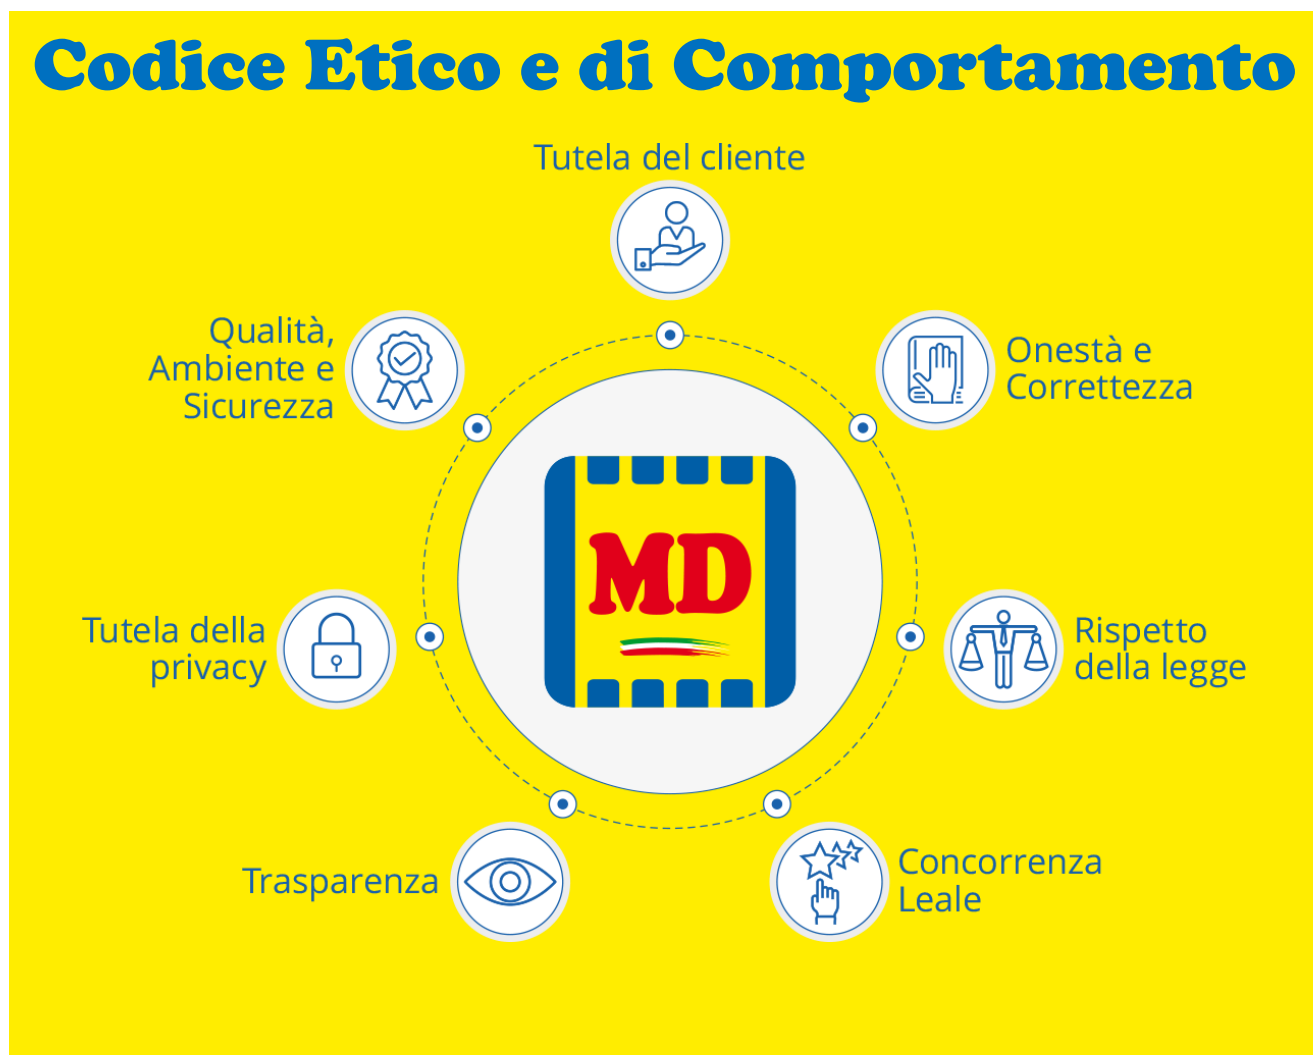 Codice Etico e di Comportamento
Tutela del cliente
Qualità,
Ambiente e
Sicurezza
Onestà e
Correttezza
MD
Tutela della
privacy
Rispetto
della legge
Trasparenza
Concorrenza
Leale